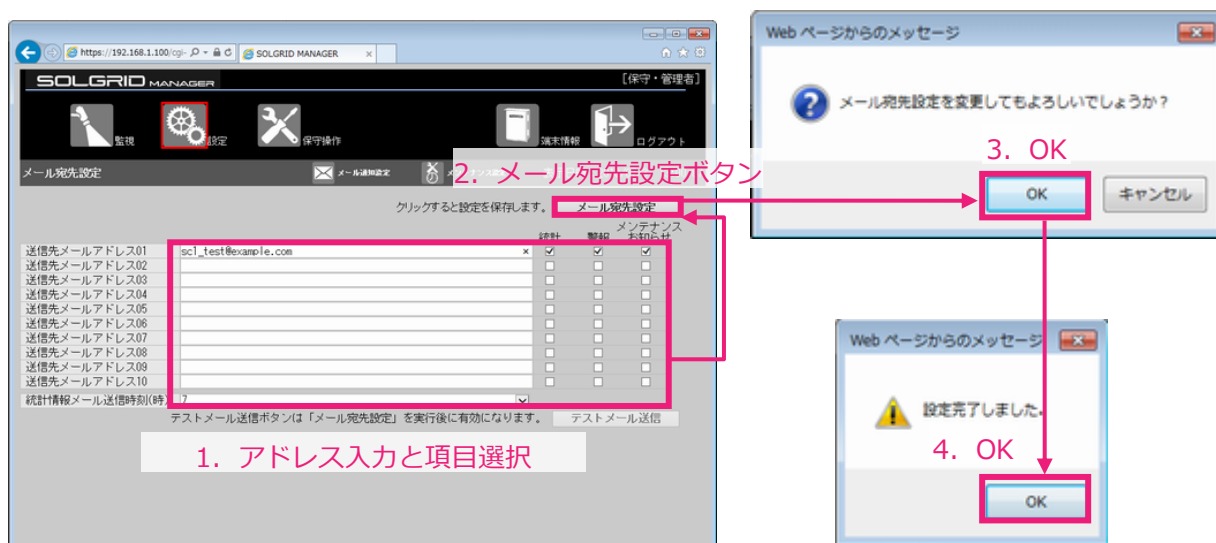 https://192.168.1.100/cgi-
SOLGRID MANAGER
SOLGRID MANAGER
[保守・管理者]
監視
設定
保守操作
端末情報
ログアウト
メール宛先設定
メール通知設定
2. メール宛先設定ボタン
クリックすると設定を保存します。
メール宛先設定
統計
警報
メンテナンス
お知らせ
送信先メールアドレス01
scl_test@example.com
送信先メールアドレス02
送信先メールアドレス03
送信先メールアドレス04
送信先メールアドレス05
送信先メールアドレス06
送信先メールアドレス07
送信先メールアドレス08
送信先メールアドレス09
送信先メールアドレス10
統計情報メール送信時刻(時)
7
テストメール送信ボタンは「メール宛先設定」を実行後に有効になります。
テストメール送信
1. アドレス入力と項目選択
Web ページからのメッセージ
メール宛先設定を変更してもよろしいでしょうか?
3. OK
OK
キャンセル
Web ページからのメッセージ
設定完了しました。
4. OK
OK